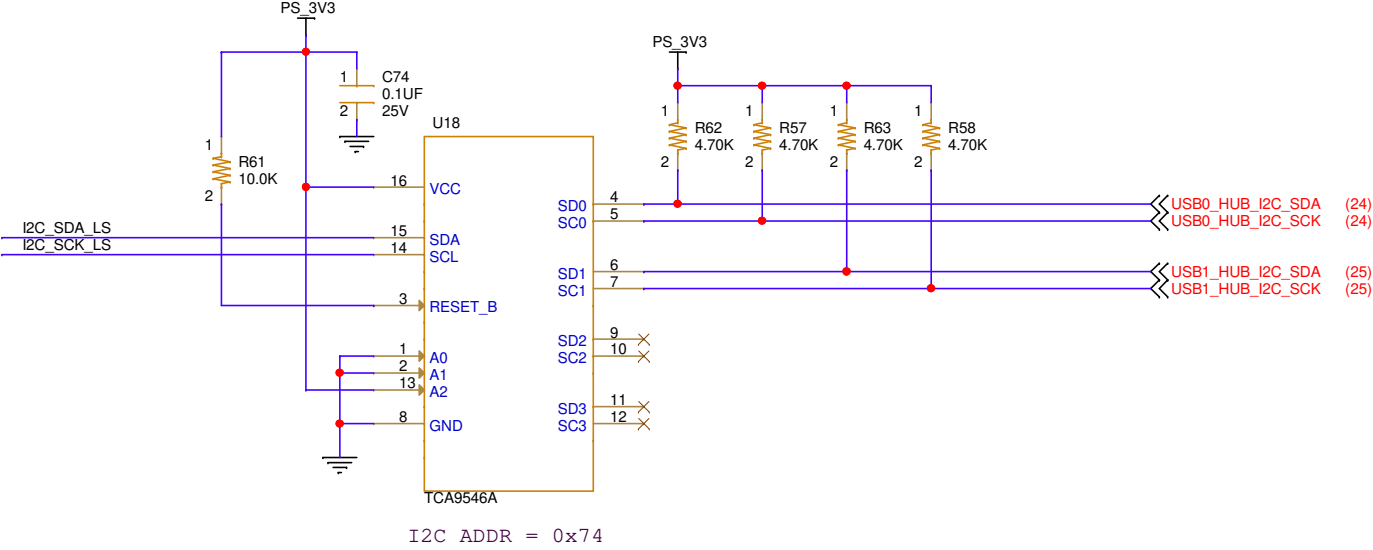 PS_3V3
PS_3V3
1 C74
0.1UF
2 25V
U18
1 R61
10.0K
2
1 R62
4.70K
2
1 R57
4.70K
2
1 R63
4.70K
2
1 R58
4.70K
2
16 VCC
I2C_SDA_LS 15 SDA
I2C_SCK_LS 14 SCL
3 RESET_B
1 A0
2 A1
13 A2
8 GND
SD0 4 USB0_HUB_I2C_SDA (24)
SC0 5 USB0_HUB_I2C_SCK (24)
SD1 6 USB1_HUB_I2C_SDA (25)
SC1 7 USB1_HUB_I2C_SCK (25)
SD2 9
SC2 10
SD3 11
SC3 12
TCA9546A
I2C ADDR = 0x74